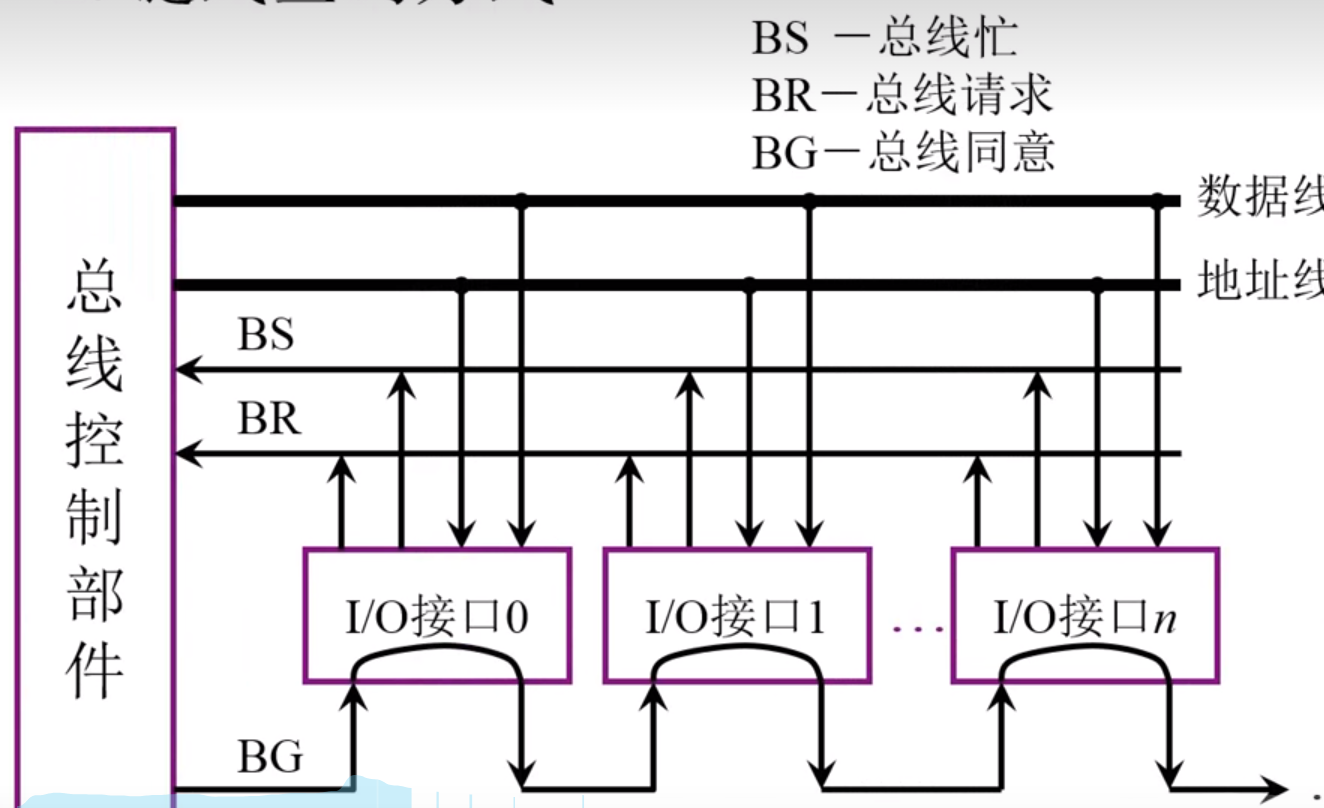 BS －总线忙
BR－总线请求
BG－总线同意
数据线
地址线
BS
BR
总线控制部件
I/O接口0
I/O接口1
…
I/O接口n
BG